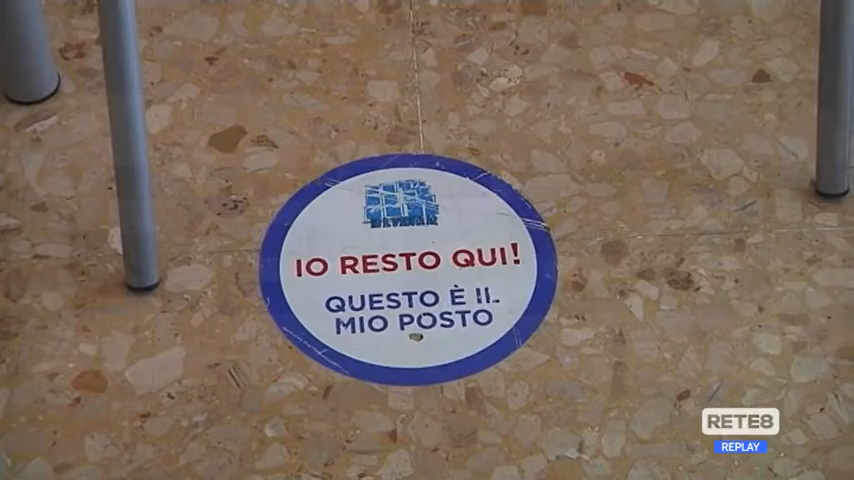 IO RESTO QUI!
QUESTO È IL
MIO POSTO
RETE8
REPLAY